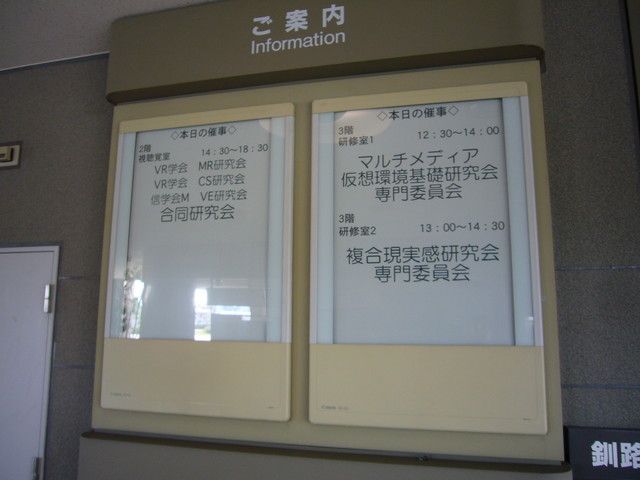 ご案内
Information
◇本日の催事◇
2階
視聴覚室 14：30～18：30
VR学会 MR研究会
VR学会 CS研究会
信学会M VE研究会
合同研究会
◇本日の催事◇
3階
研修室1 12：30～14：00
マルチメディア
仮想環境基礎研究会
専門委員会
3階
研修室2 13：00～14：30
複合現実感研究会
専門委員会
釧路